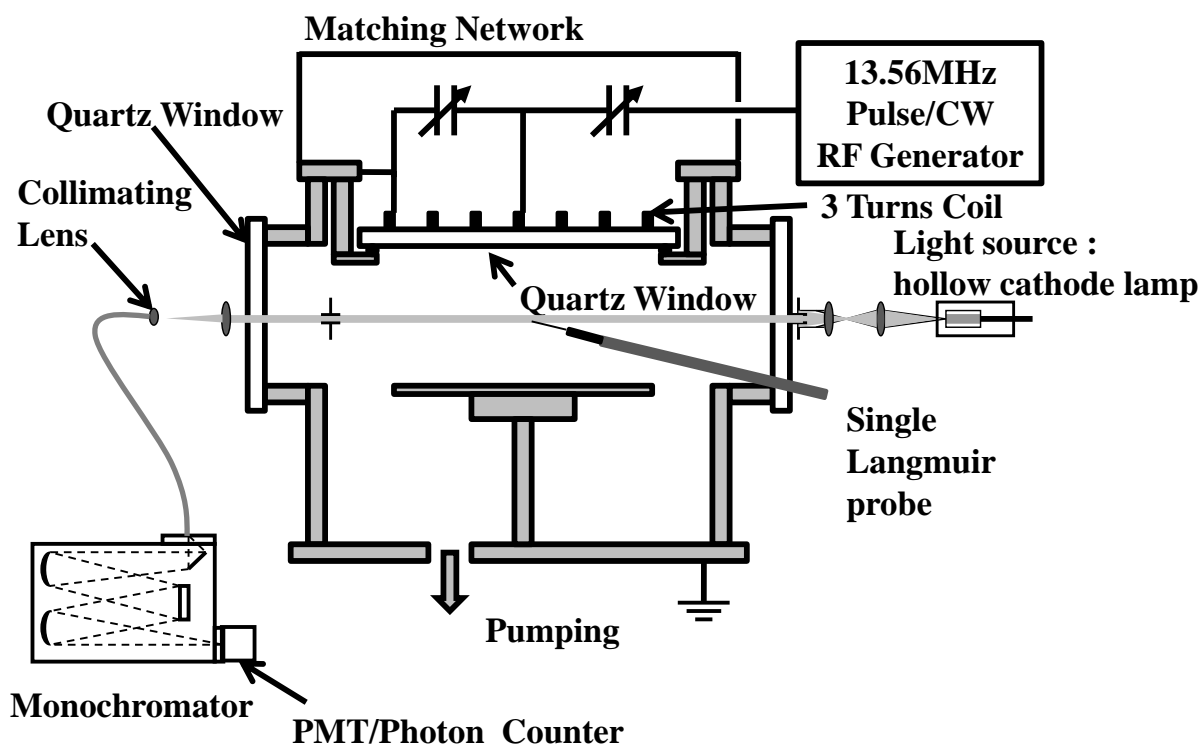 Matching Network
13.56MHz
Pulse/CW
RF Generator
Quartz Window
Collimating
Lens
3 Turns Coil
Light source :
hollow cathode lamp
Quartz Window
Single
Langmuir
probe
Pumping
Monochromator
PMT/Photon Counter